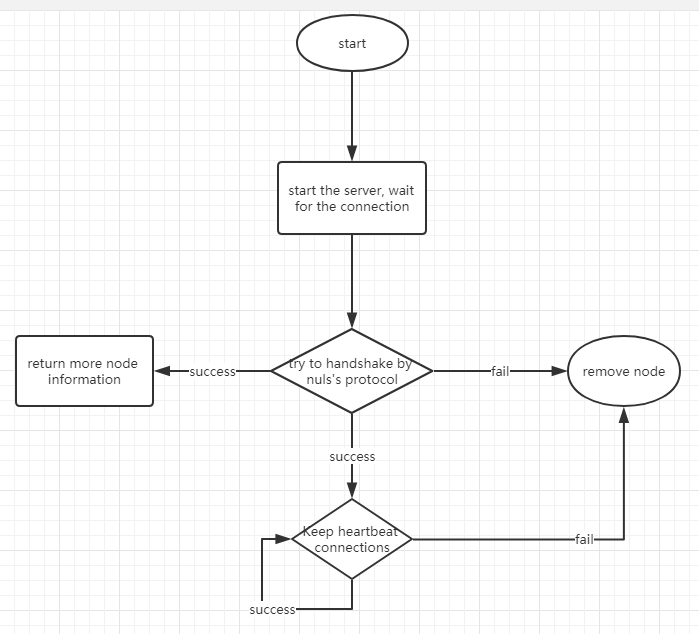 start
start the server, wait
for the connection
try to handshake by
nuls's protocol
success
return more node
information
fail
remove node
success
Keep heartbeat
connections
fail
success